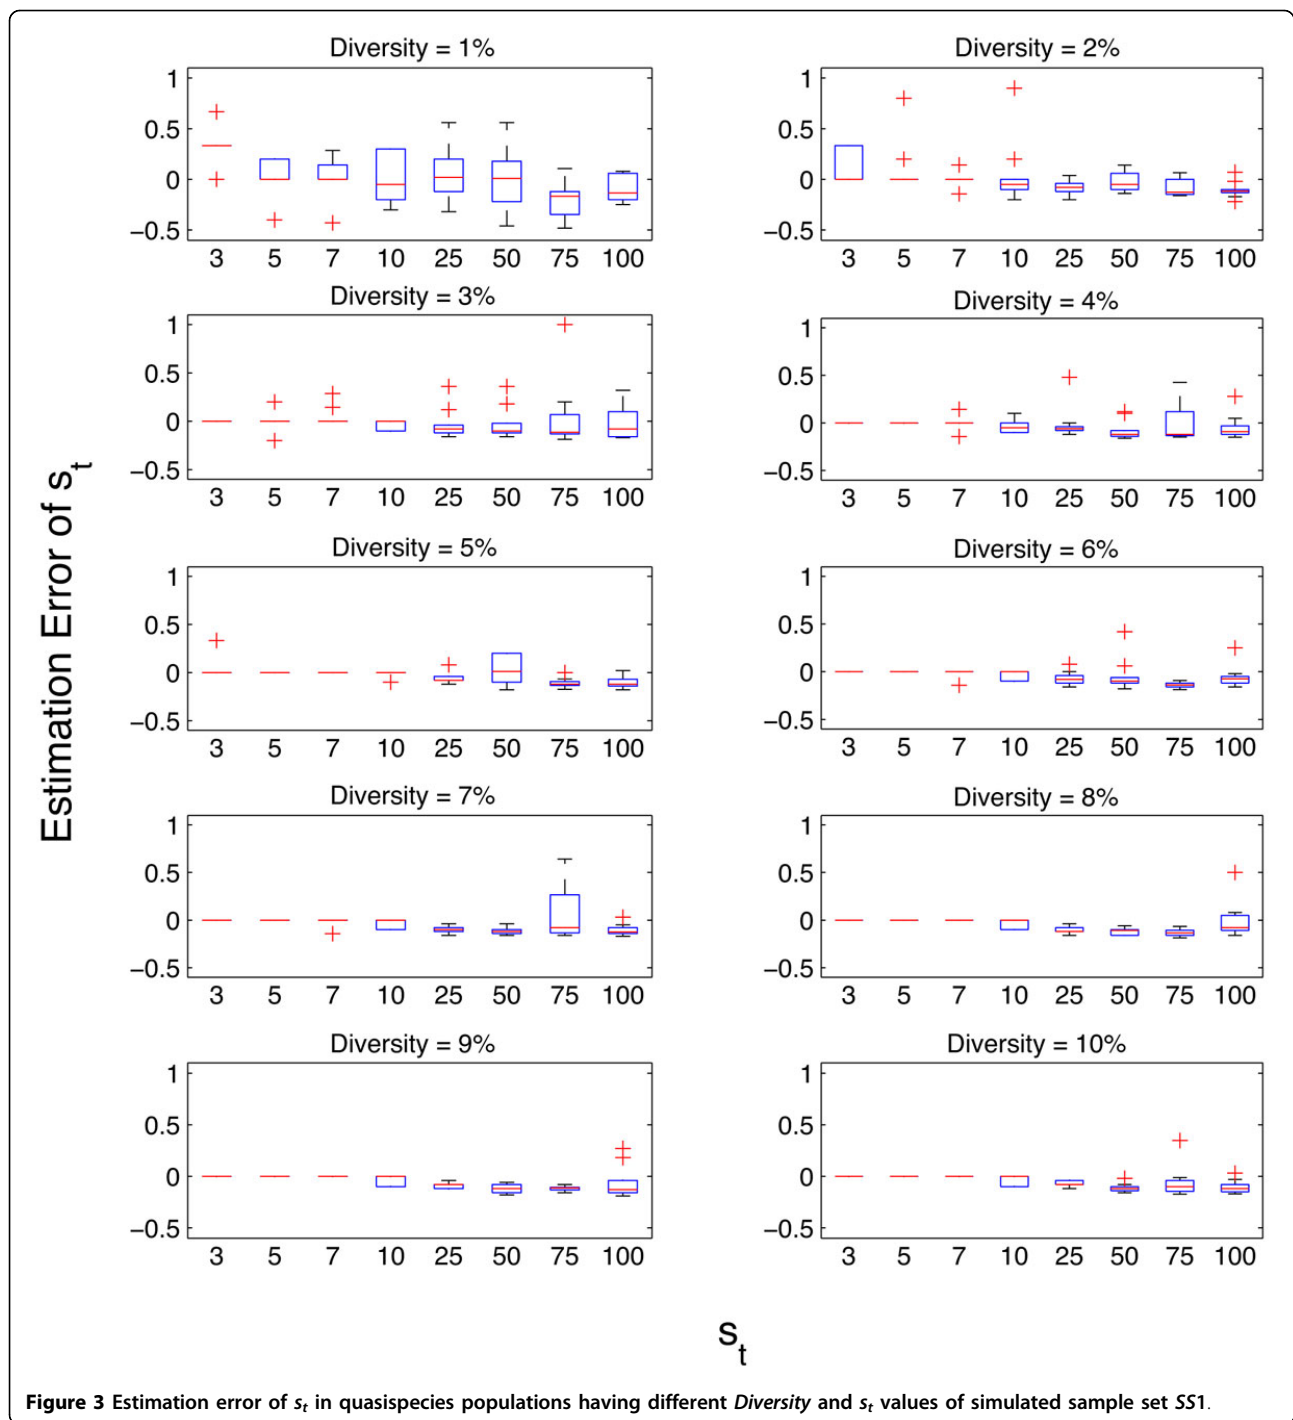 Diversity = 1%
1
0.5
0
−0.5
3 5 7 10 25 50 75 100
Diversity = 2%
1
0.5
0
−0.5
3 5 7 10 25 50 75 100
Diversity = 3%
1
0.5
0
−0.5
3 5 7 10 25 50 75 100
Diversity = 4%
1
0.5
0
−0.5
3 5 7 10 25 50 75 100
Diversity = 5%
1
0.5
0
−0.5
3 5 7 10 25 50 75 100
Diversity = 6%
1
0.5
0
−0.5
3 5 7 10 25 50 75 100
Diversity = 7%
1
0.5
0
−0.5
3 5 7 10 25 50 75 100
Diversity = 8%
1
0.5
0
−0.5
3 5 7 10 25 50 75 100
Diversity = 9%
1
0.5
0
−0.5
3 5 7 10 25 50 75 100
Diversity = 10%
1
0.5
0
−0.5
3 5 7 10 25 50 75 100
Estimation Error of s_t
s_t
Figure 3 Estimation error of s_t in quasispecies populations having different Diversity and s_t values of simulated sample set SS1.